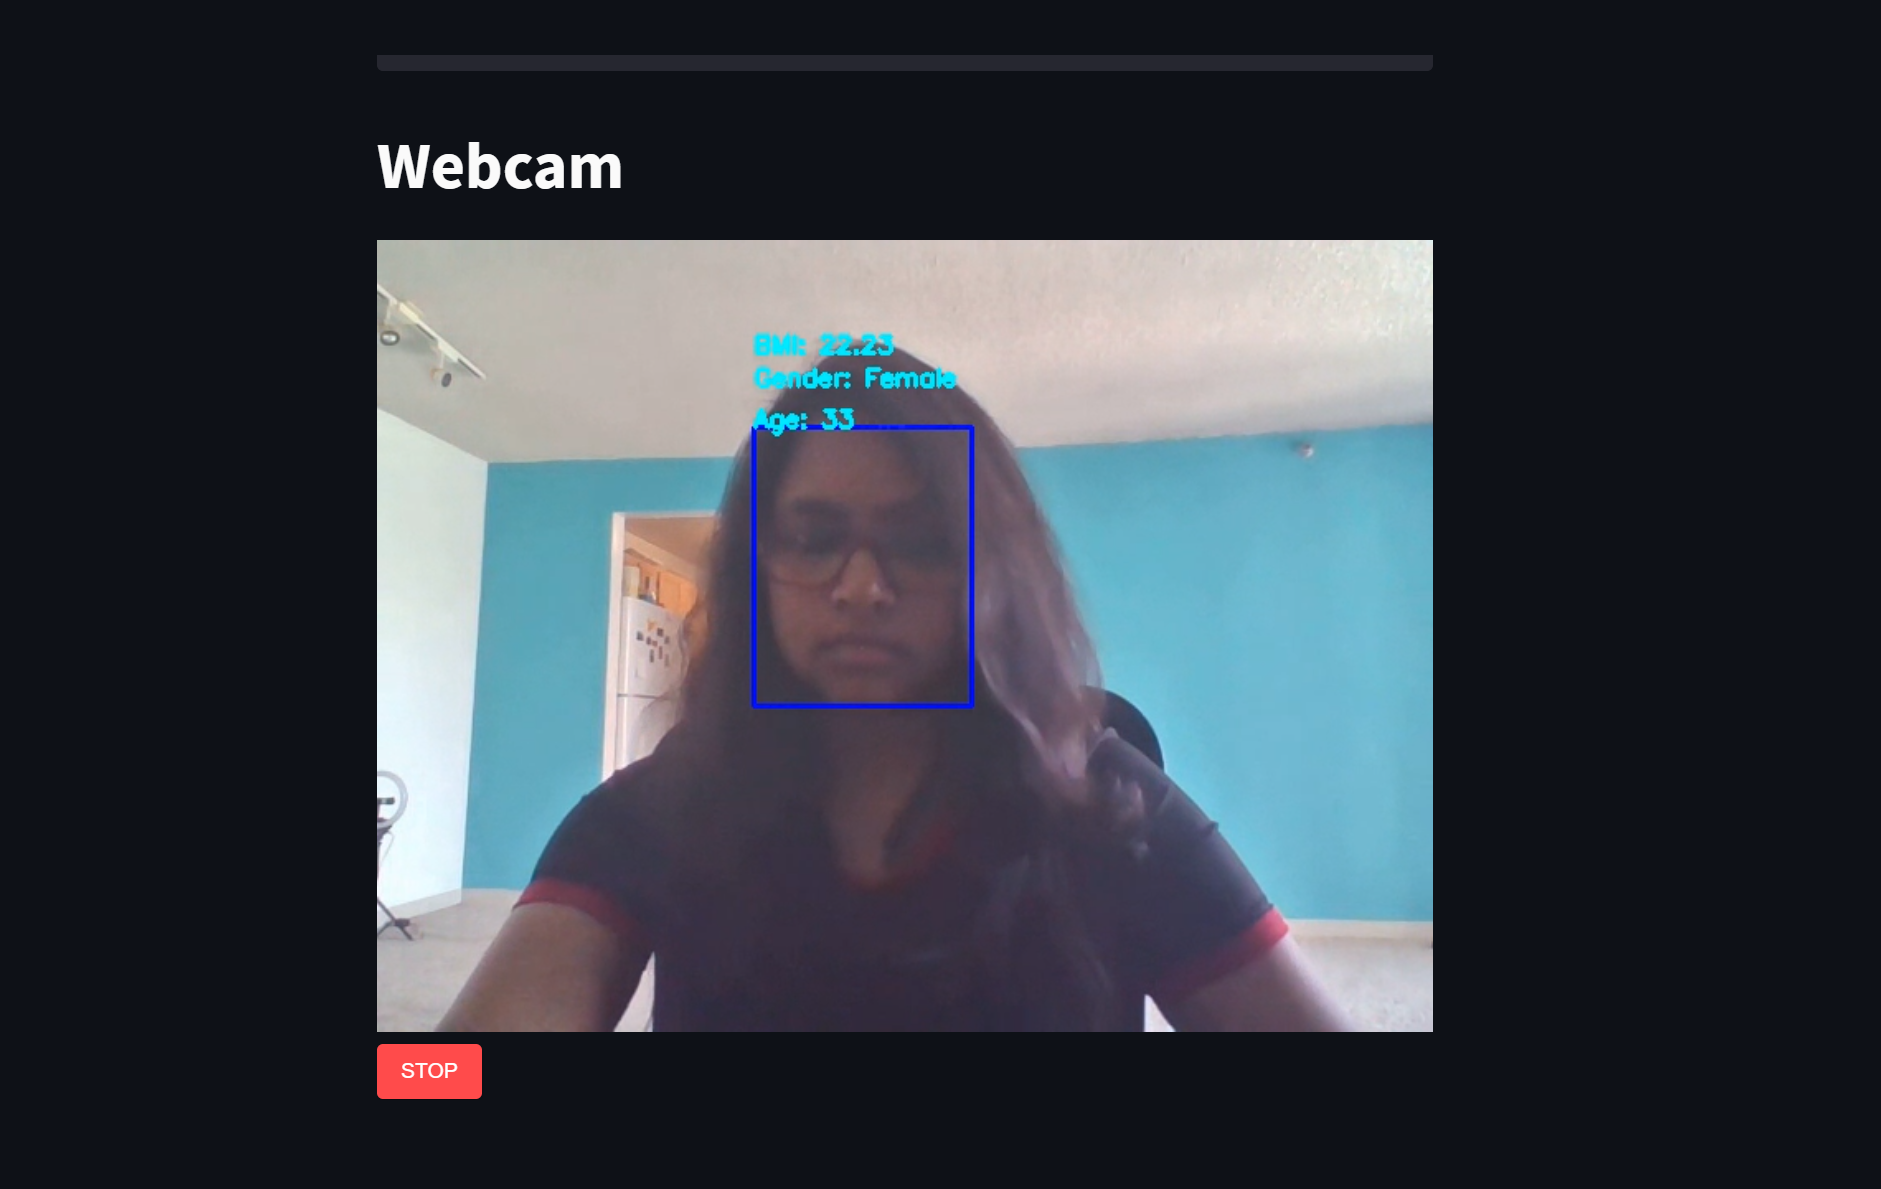 Webcam
BMI: 22.23
Gender: Female
Age: 33
STOP